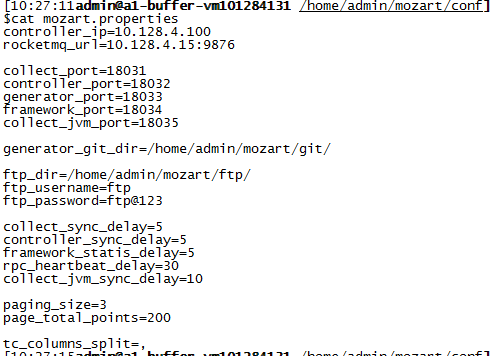 [10:27:11admin@a1-buffer-vm101284131 /home/admin/mozart/conf]
$cat mozart.properties
controller_ip=10.128.4.100
rocketmq_url=10.128.4.15:9876
collect_port=18031
controller_port=18032
generator_port=18033
framework_port=18034
collect_jvm_port=18035
generator_git_dir=/home/admin/mozart/git/
ftp_dir=/home/admin/mozart/ftp/
ftp_username=ftp
ftp_password=ftp@123
collect_sync_delay=5
controller_sync_delay=5
framework_statis_delay=5
rpc_heartbeat_delay=30
collect_jvm_sync_delay=10
paging_size=3
page_total_points=200
tc_columns_split=,
[10:27:15admin@a1-buffer-vm101284131 /home/admin/mozart/conf]